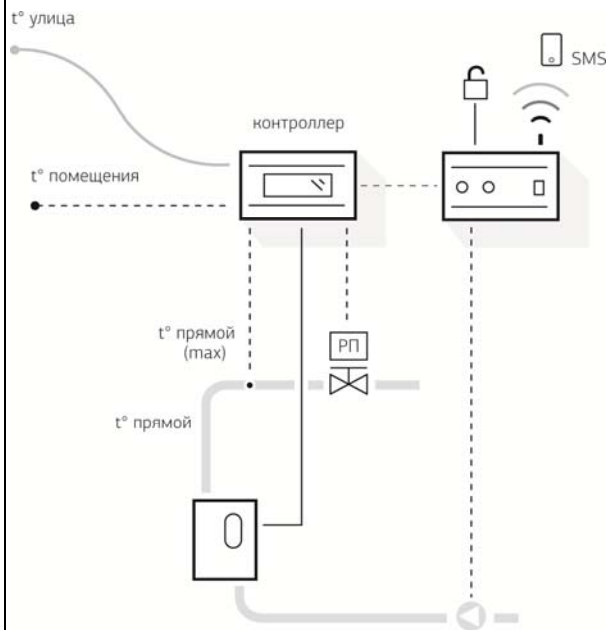 t° улица
SMS
контроллер
t° помещения
t° прямой
(max)
РП
t° прямой